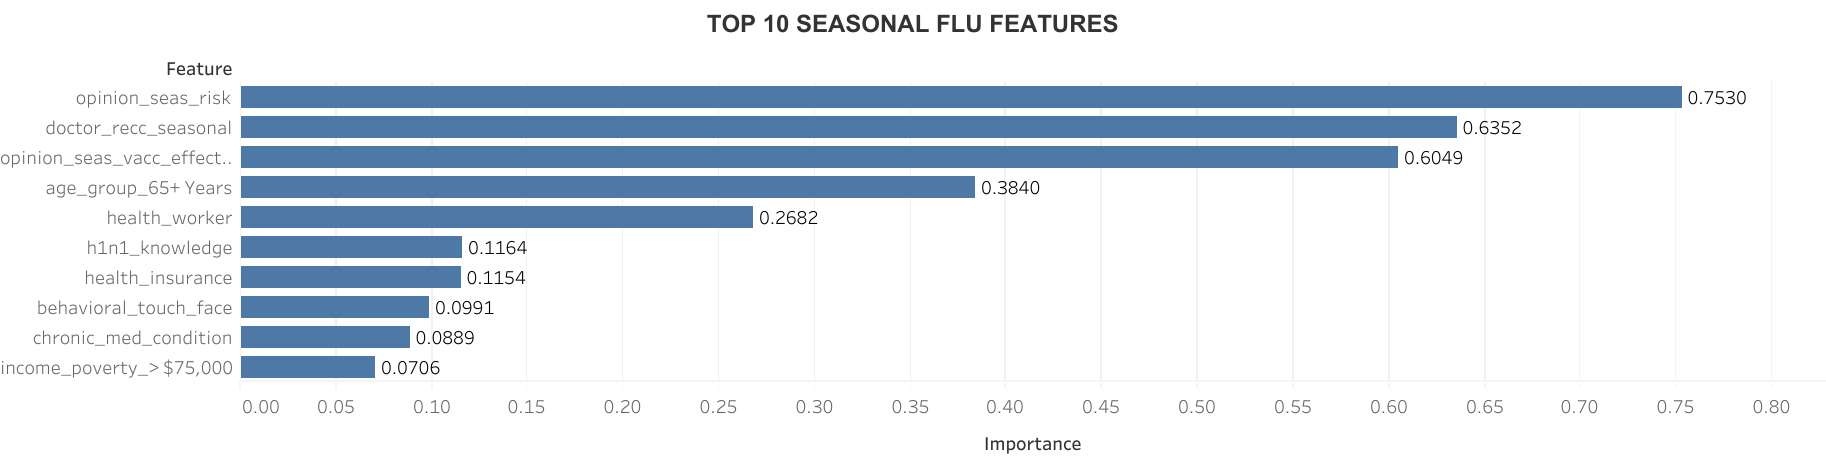 TOP 10 SEASONAL FLU FEATURES
Feature
opinion_seas_risk 0.7530
doctor_recc_seasonal 0.6352
opinion_seas_vacc_effect.. 0.6049
age_group_65+ Years 0.3840
health_worker 0.2682
h1n1_knowledge 0.1164
health_insurance 0.1154
behavioral_touch_face 0.0991
chronic_med_condition 0.0889
income_poverty_> $75,000 0.0706
0.00 0.05 0.10 0.15 0.20 0.25 0.30 0.35 0.40 0.45 0.50 0.55 0.60 0.65 0.70 0.75 0.80
Importance